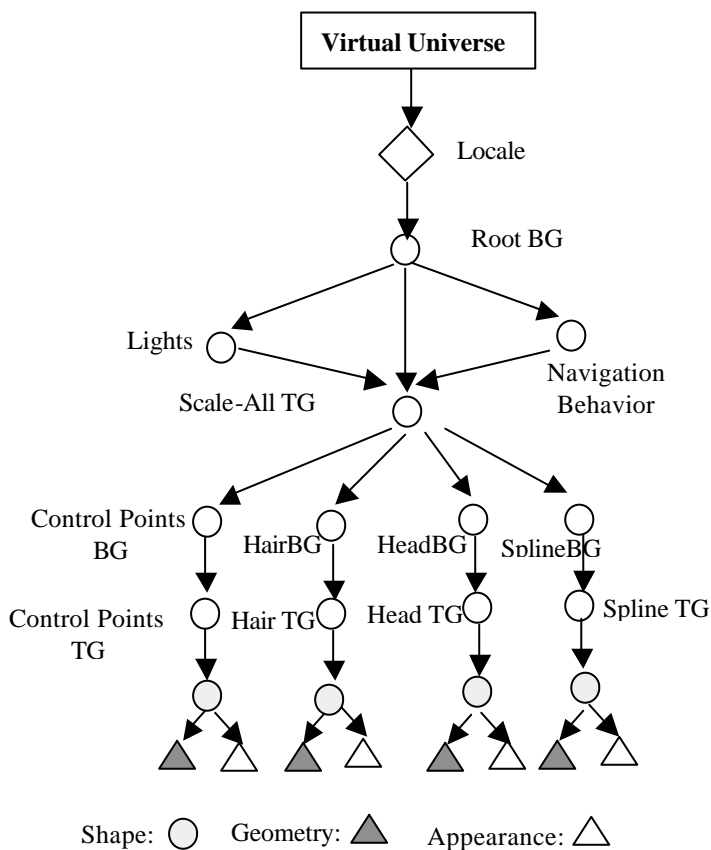 Virtual Universe
Locale
Root BG
Lights
Navigation
Behavior
Scale-All TG
Control Points
BG
HairBG
HeadBG
SplineBG
Control Points
TG
Hair TG
Head TG
Spline TG
Shape:
Geometry:
Appearance: